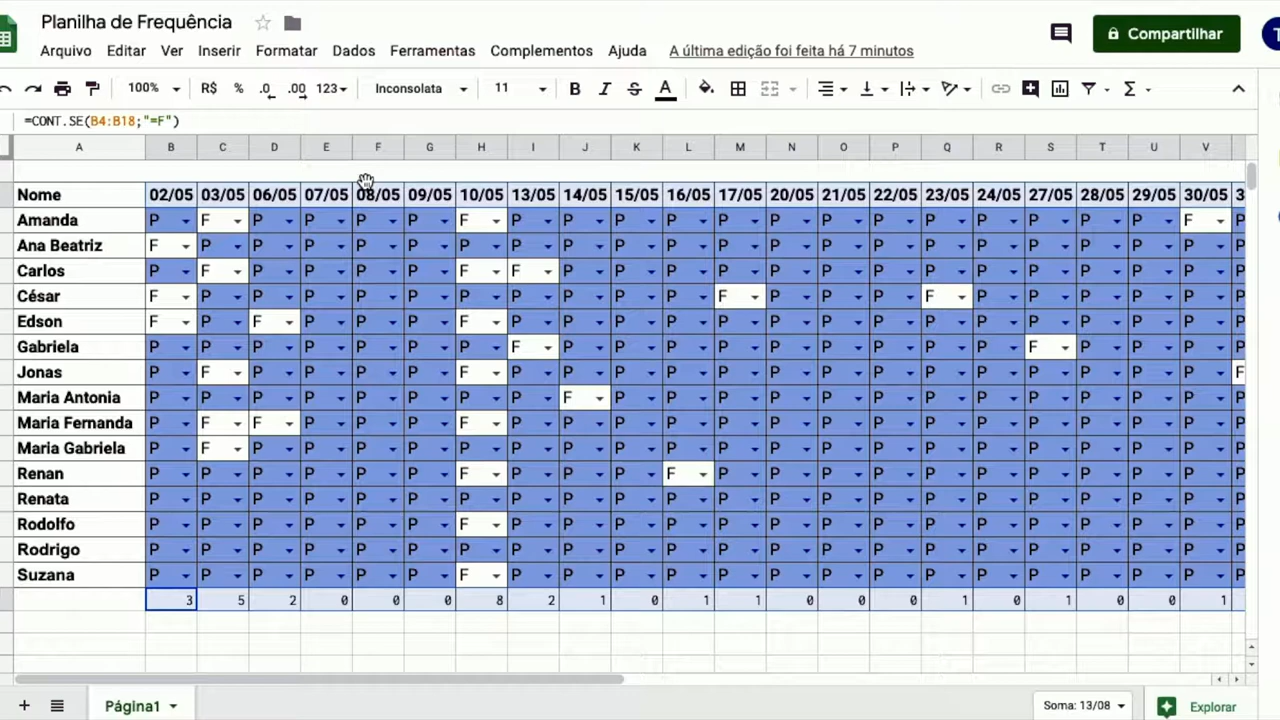 Planilha de Frequência
Arquivo Editar Ver Inserir Formatar Dados Ferramentas Complementos Ajuda A última edição foi feita há 7 minutos
Compartilhar
100% R$ % .0 .00 123 Inconsolata 11 B I S A Σ
=CONT.SE(B4:B18;"=F")
A B C D E F G H I J K L M N O P Q R S T U V
Nome 02/05 03/05 06/05 07/05 08/05 09/05 10/05 13/05 14/05 15/05 16/05 17/05 20/05 21/05 22/05 23/05 24/05 27/05 28/05 29/05 30/05 3
Amanda P F P P P P F P P P P P P P P P P P P P F P
Ana Beatriz F P P P P P P P P P P P P P P P P P P P P P
Carlos P F P P P P F F P P P P P P P P P P P P P P
César F P P P P P P P P P P F P P P F P P P P P P
Edson F P F P P P F P P P P P P P P P P P P P P P
Gabriela P P P P P P P F P P P P P P P P P F P P P P
Jonas P F P P P P F P P P P P P P P P P P P P P F
Maria Antonia P P P P P P P P F P P P P P P P P P P P P P
Maria Fernanda P F F P P P F P P P P P P P P P P P P P P P
Maria Gabriela P F P P P P P P P P P P P P P P P P P P P P
Renan P P P P P P F P P P F P P P P P P P P P P P
Renata P P P P P P P P P P P P P P P P P P P P P P
Rodolfo P P P P P P F P P P P P P P P P P P P P P P
Rodrigo P P P P P P P P P P P P P P P P P P P P P P
Suzana P P P P P P F P P P P P P P P P P P P P P P
3 5 2 0 0 0 8 2 1 0 1 1 0 0 0 1 0 1 0 0 1
Página1 Soma: 13/08 Explorar